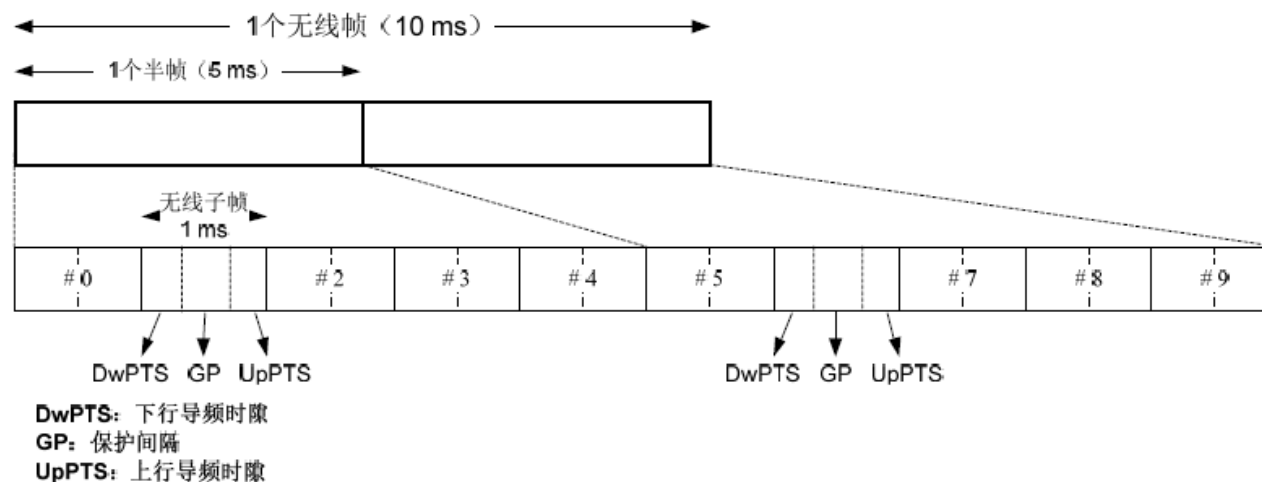 1个无线帧（10 ms）
1个半帧（5 ms）
无线子帧
1 ms
#0 #2 #3 #4 #5 #7 #8 #9
DwPTS GP UpPTS DwPTS GP UpPTS
DwPTS：下行导频时隙
GP：保护间隔
UpPTS：上行导频时隙